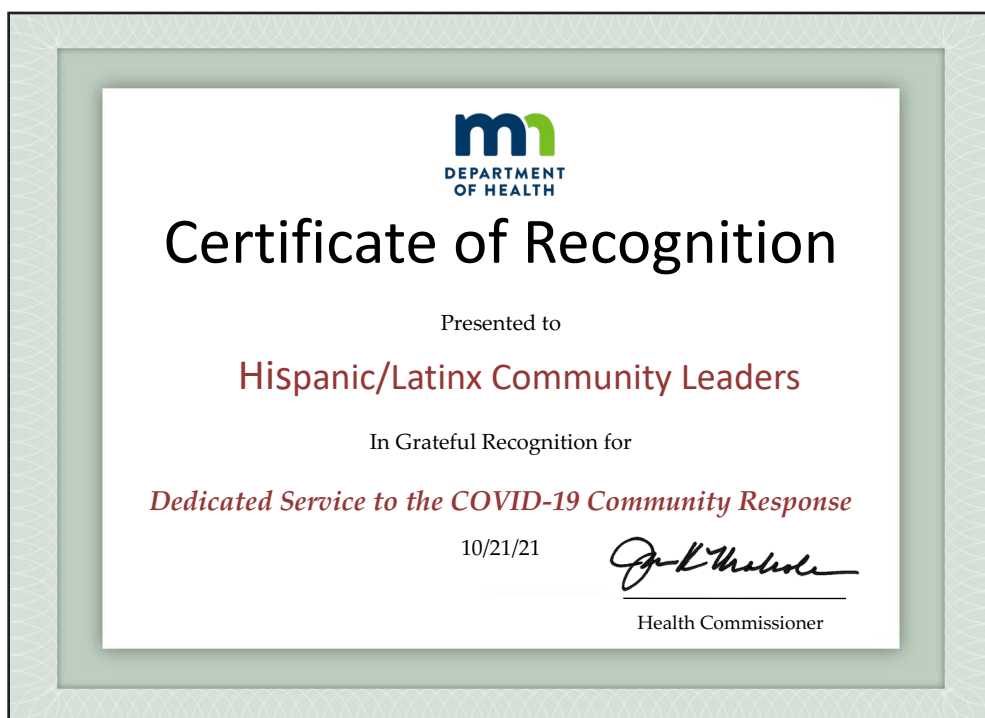 mn
DEPARTMENT
OF HEALTH
Certificate of Recognition
Presented to
Hispanic/Latinx Community Leaders
In Grateful Recognition for
Dedicated Service to the COVID-19 Community Response
10/21/21
Health Commissioner